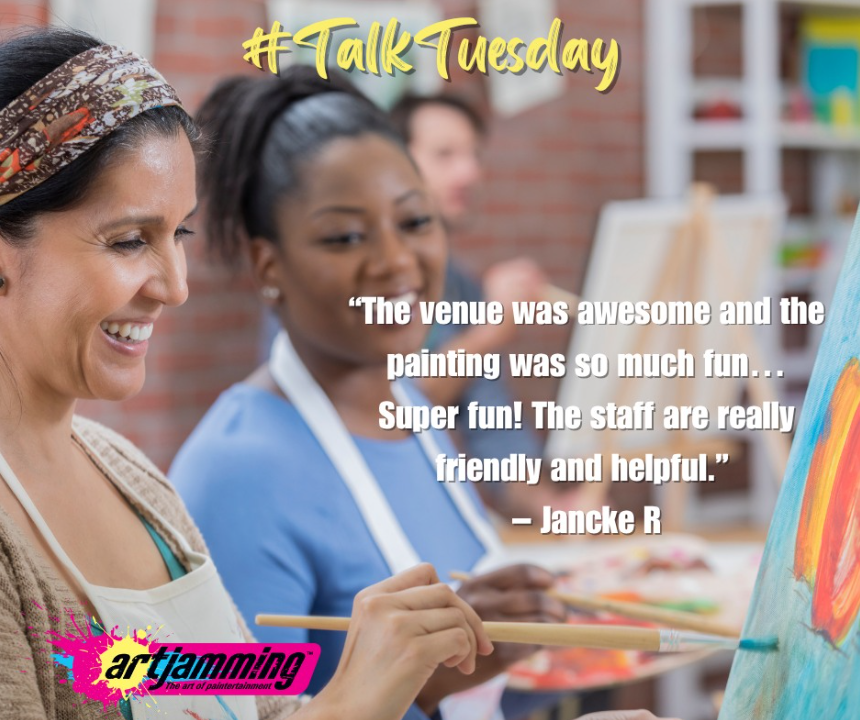 #TalkTuesday
“The venue was awesome and the
painting was so much fun...
Super fun! The staff are really
friendly and helpful.”
– Jancke R
artjamming™
The art of paintertainment